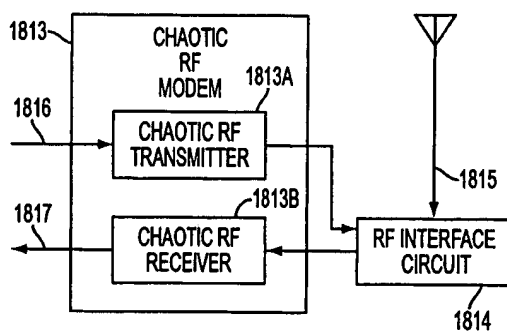 1813
CHAOTIC
RF
MODEM
1813A
1816
CHAOTIC RF
TRANSMITTER
1815
1813B
1817
CHAOTIC RF
RECEIVER
RF INTERFACE
CIRCUIT
1814